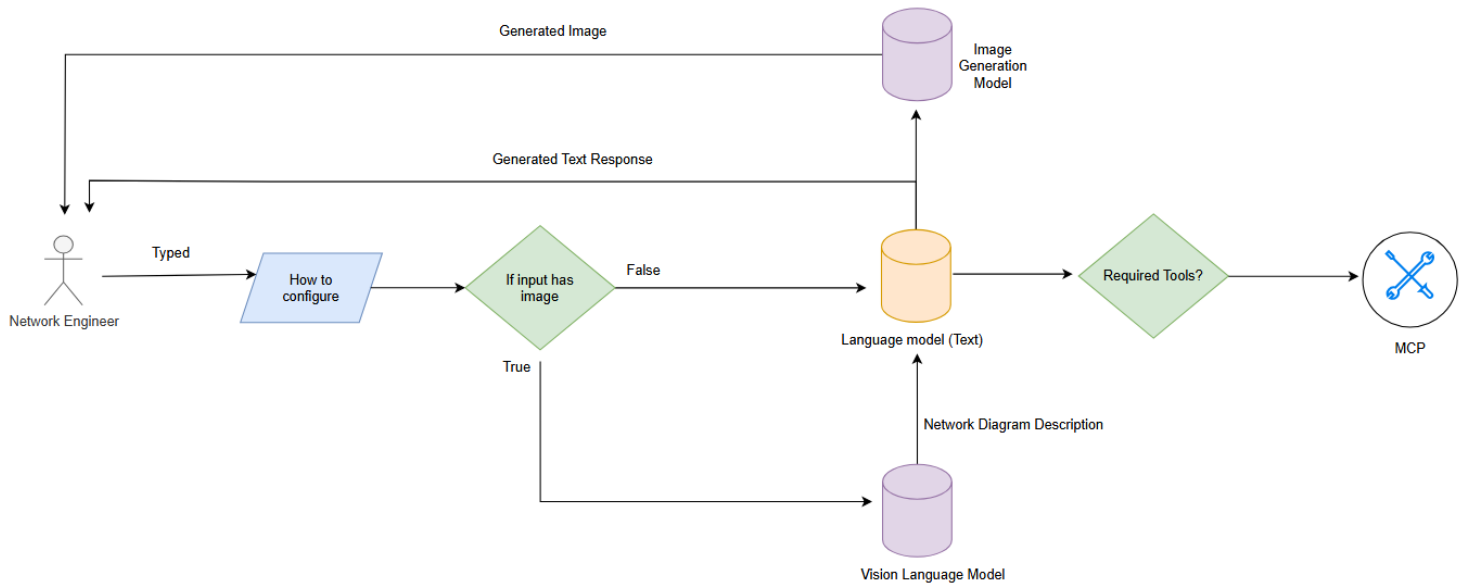 Generated Image
Image
Generation
Model
Generated Text Response
Typed
How to
configure
If input has
image
False
Required Tools?
Network Engineer
Language model (Text)
MCP
True
Network Diagram Description
Vision Language Model